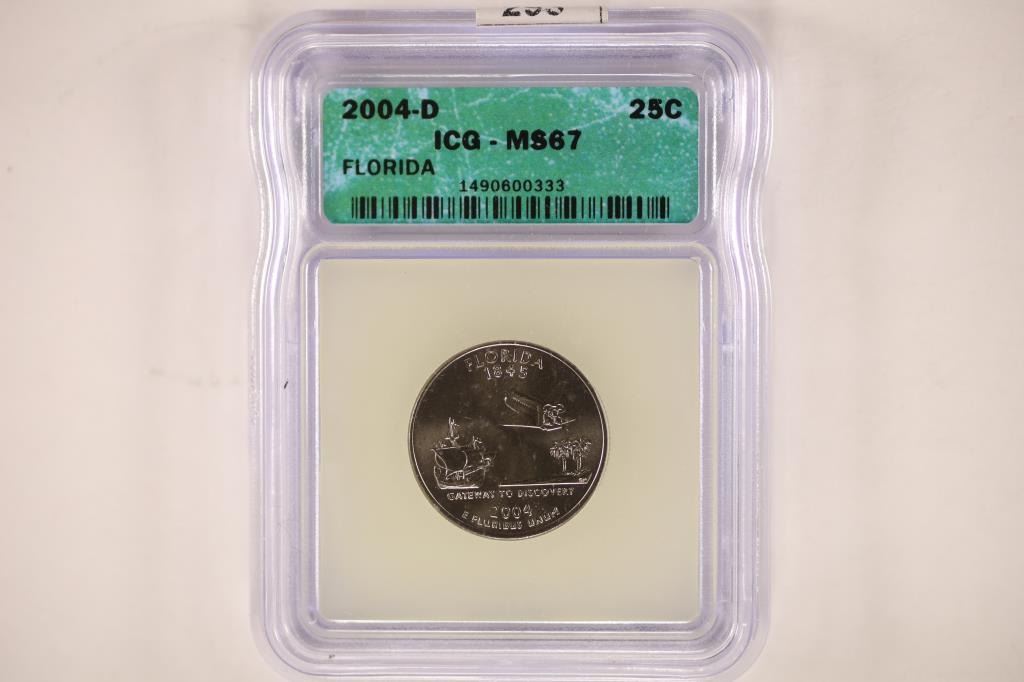 2004-D 25C
ICG - MS67
FLORIDA
1490600333
FLORIDA
1845
GATEWAY TO DISCOVERY
2004
E PLURIBUS UNUM